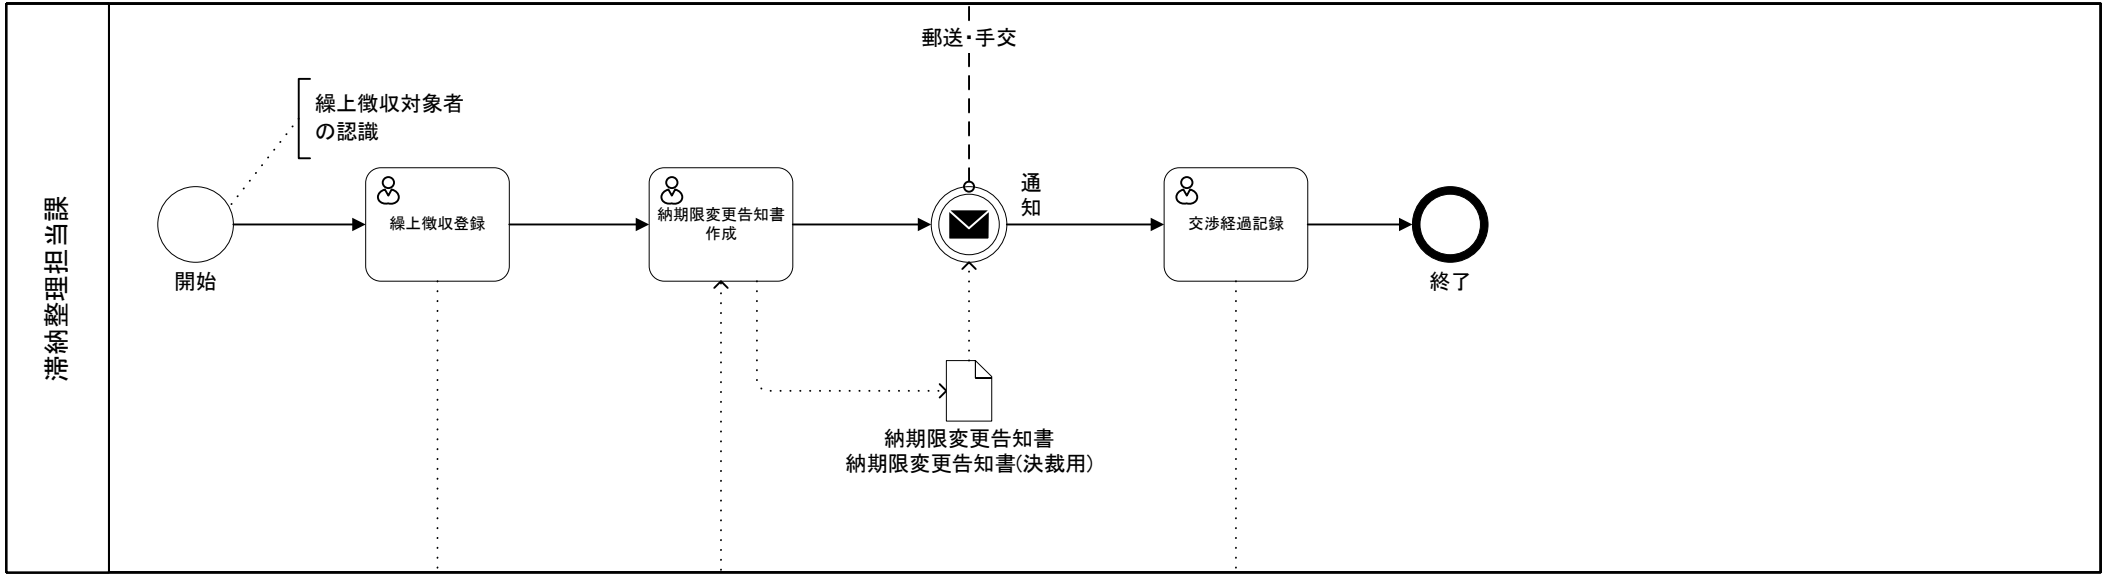 郵送・手交
繰上徴収対象者
の認識
滞納整理担当課
開始
繰上徴収登録
納期限変更告知書
作成
通知
交渉経過記録
終了
納期限変更告知書
納期限変更告知書(決裁用)